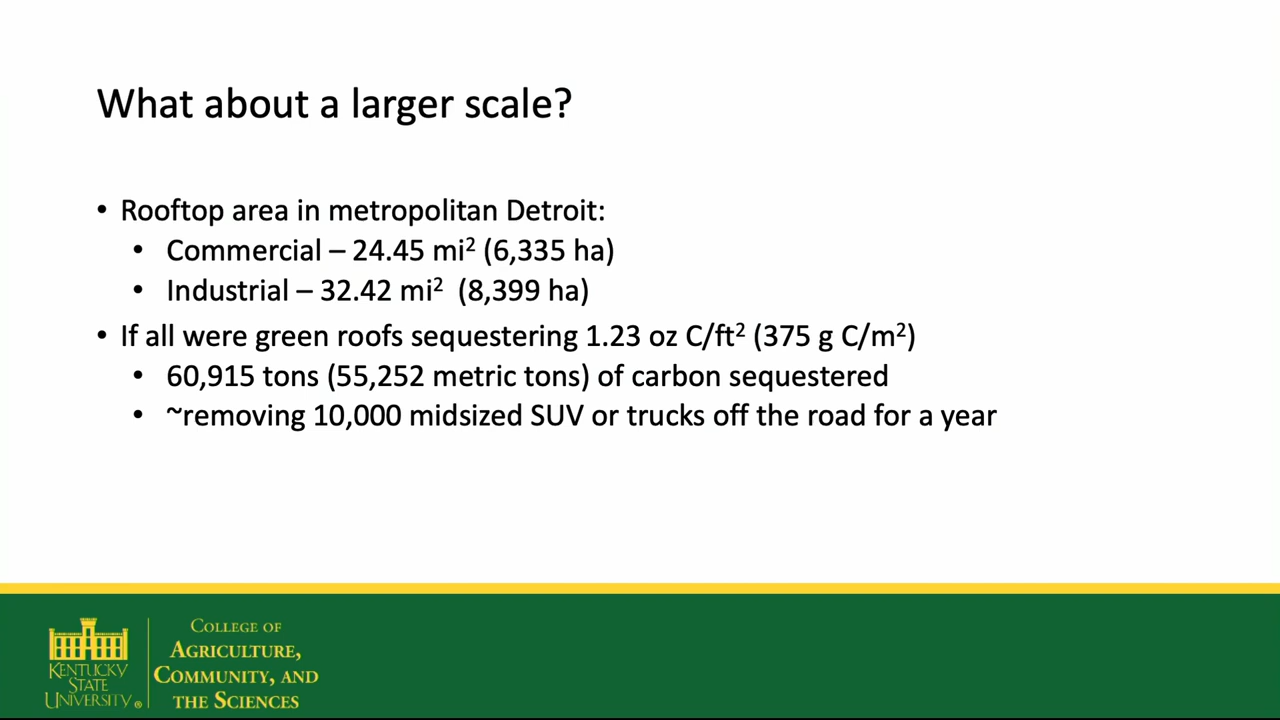 What about a larger scale?
• Rooftop area in metropolitan Detroit:
• Commercial – 24.45 mi² (6,335 ha)
• Industrial – 32.42 mi² (8,399 ha)
• If all were green roofs sequestering 1.23 oz C/ft² (375 g C/m²)
• 60,915 tons (55,252 metric tons) of carbon sequestered
• ~removing 10,000 midsized SUV or trucks off the road for a year
KENTUCKY
STATE
UNIVERSITY®
COLLEGE OF
AGRICULTURE,
COMMUNITY, AND
THE SCIENCES